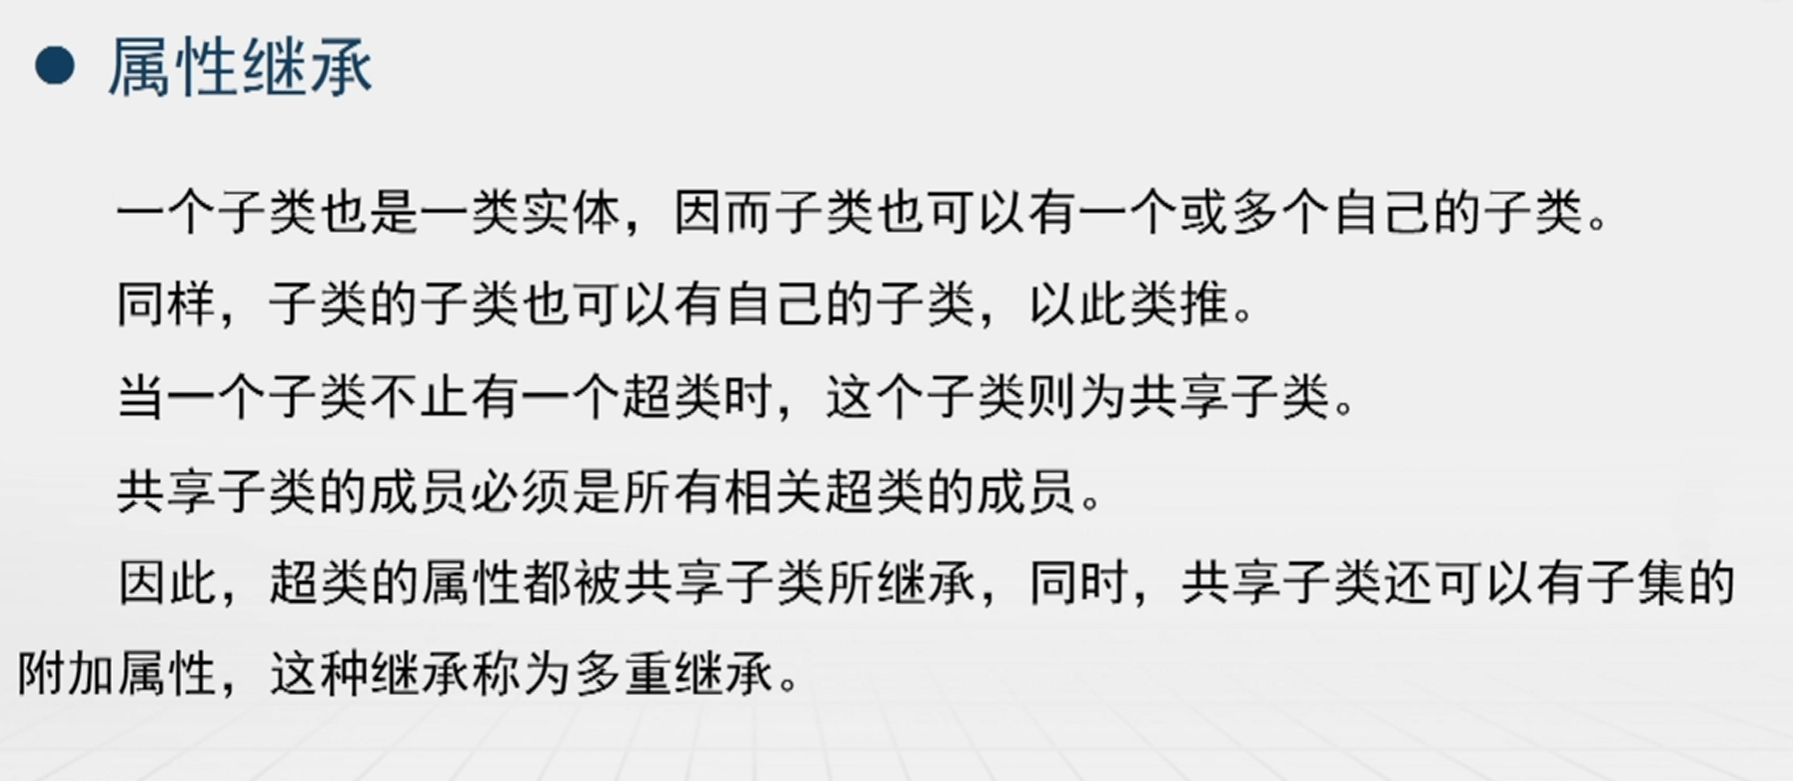 ● 属性继承
一个子类也是一类实体，因而子类也可以有一个或多个自己的子类。
同样，子类的子类也可以有自己的子类，以此类推。
当一个子类不止有一个超类时，这个子类则为共享子类。
共享子类的成员必须是所有相关超类的成员。
因此，超类的属性都被共享子类所继承，同时，共享子类还可以有子集的
附加属性，这种继承称为多重继承。